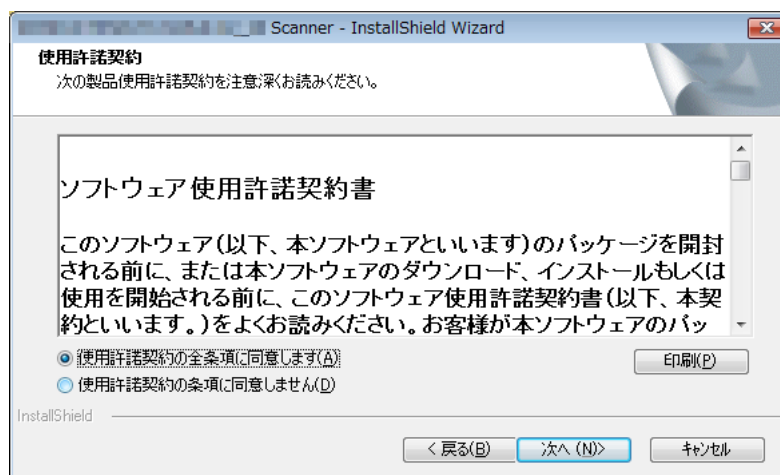 Scanner - InstallShield Wizard
使用許諾契約
次の製品使用許諾契約を注意深くお読みください。
ソフトウェア使用許諾契約書
このソフトウェア(以下、本ソフトウェアといいます)のパッケージを開封
される前に、または本ソフトウェアのダウンロード、インストールもしくは
使用を開始される前に、このソフトウェア使用許諾契約書(以下、本契
約といいます。)をよくお読みください。お客様が本ソフトウェアのパッ
使用許諾契約の全条項に同意します(A)
印刷(P)
使用許諾契約の条項に同意しません(D)
InstallShield
< 戻る(B)
次へ (N)>
キャンセル